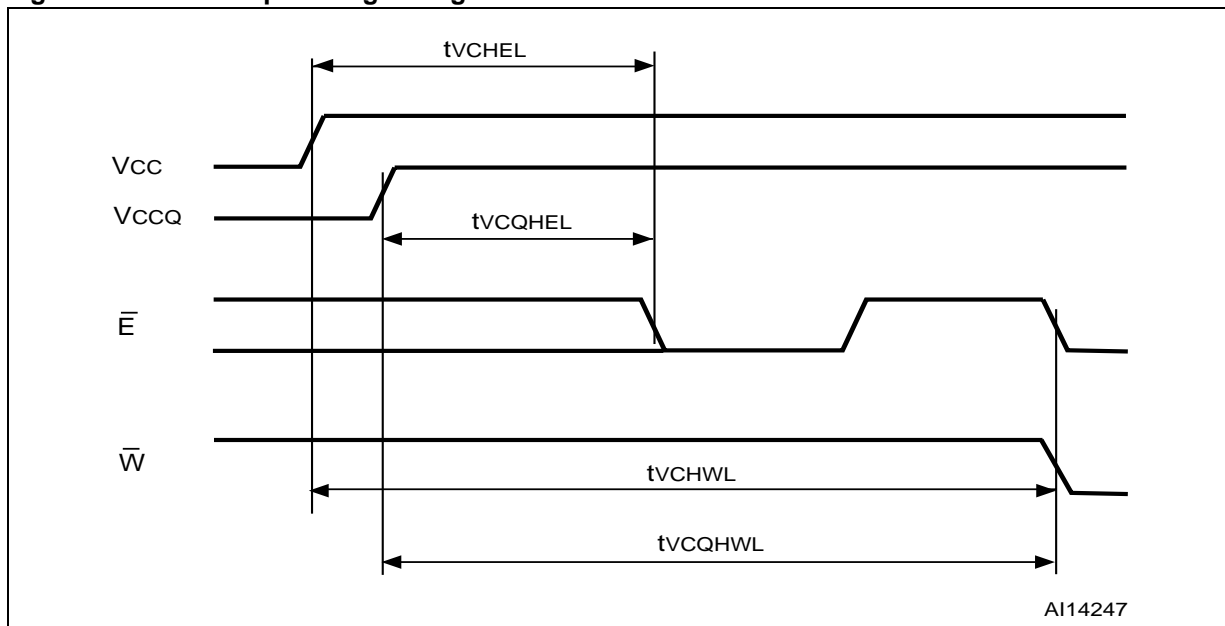 tVCHEL
VCC
VCCQ
tVCQHEL
E̅
W̅
tVCHWL
tVCQHWL
AI14247